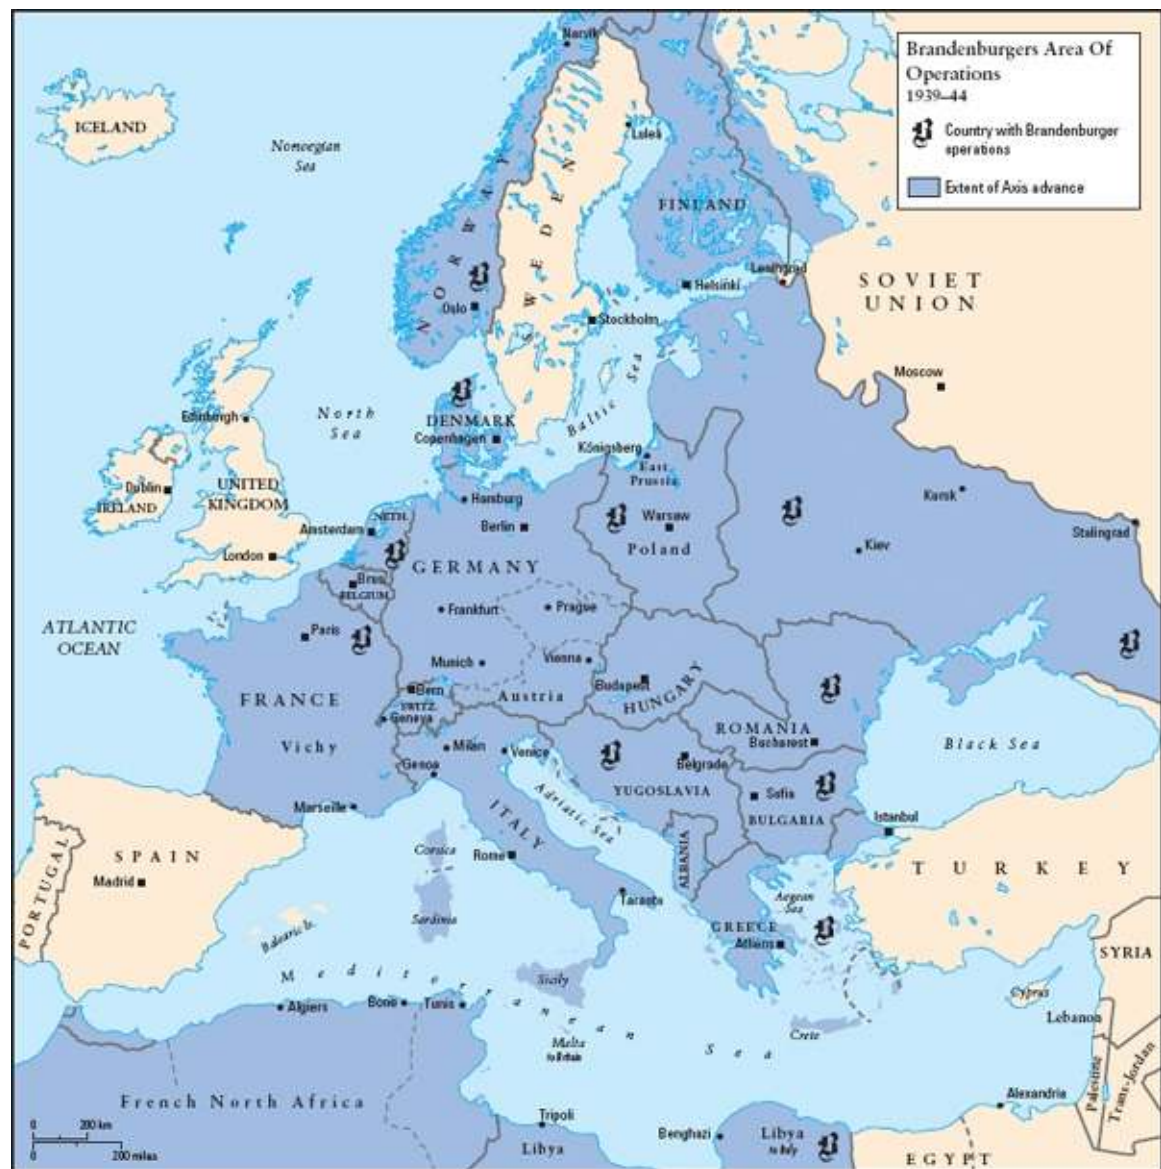 Brandenburgers Area Of
Operations
1939–44
B Country with Brandenburger
operations
Extent of Axis advance
Narvik
ICELAND
Norwegian
Sea
Lulea
FINLAND
NORWAY
SWEDEN
B
Oslo
Helsinki
Leningrad
SOVIET
UNION
Stockholm
Moscow
Baltic Sea
B
Edinburgh
North
Sea
DENMARK
Copenhagen
Königsberg
East
Prussia
Dublin
IRELAND
UNITED
KINGDOM
Hamburg
Kursk
NETH.
Amsterdam
Berlin
B
Warsaw
Poland
B
Stalingrad
London
B
GERMANY
Kiev
Brus.
BELGIUM
Frankfurt
Prague
ATLANTIC
OCEAN
Paris
B
Munich
Vienna
B
Bern
SWITZ.
Geneva
Austria
Budapest
HUNGARY
B
FRANCE
Vichy
ROMANIA
Bucharest
Black Sea
Milan
Venice
B
Belgrade
Genoa
YUGOSLAVIA
Sofia
B
BULGARIA
Marseille
ITALY
Adriatic Sea
Istanbul
PORTUGAL
SPAIN
Madrid
Corsica
Rome
ALBANIA
TURKEY
Taranto
Aegean
Sea
Balearic Is.
Sardinia
GREECE
Athens
B
SYRIA
Mediterranean Sea
Sicily
Algiers
Bone
Tunis
Cyprus
Lebanon
Malta
to Britain
Crete
Palestine
Trans-Jordan
French North Africa
Alexandria
Tripoli
Libya
Benghazi
Libya
to Italy
B
EGYPT
0 200 km
0 200 miles